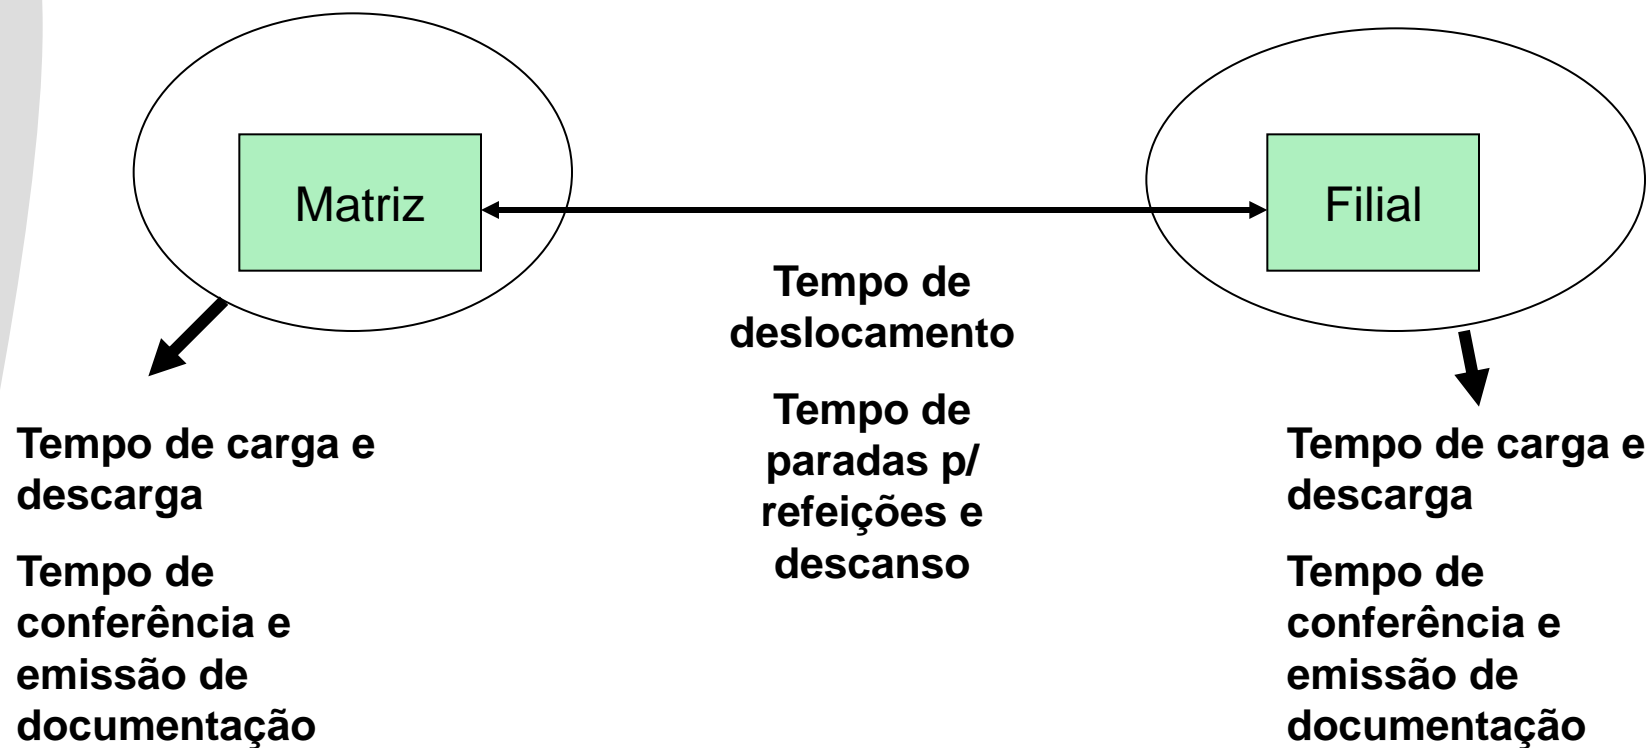 Matriz
Filial
Tempo de
deslocamento
Tempo de
paradas p/
refeições e
descanso
Tempo de carga e
descarga
Tempo de
conferência e
emissão de
documentação
Tempo de carga e
descarga
Tempo de
conferência e
emissão de
documentação